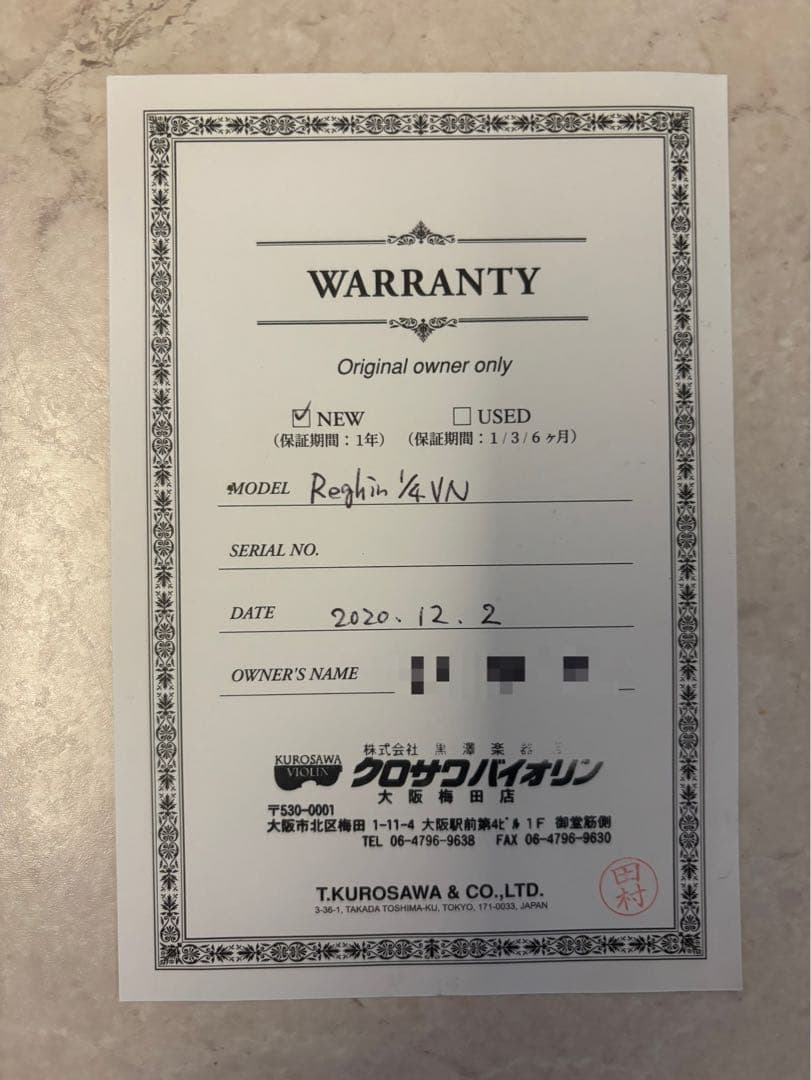 WARRANTY
Original owner only
☑ NEW □ USED
(保証期間：1年) (保証期間：1/3/6ヶ月)
MODEL Reghin 1/4 VN
SERIAL NO.
DATE 2020.12.2
OWNER'S NAME
株式会社 黒澤楽器
KUROSAWA VIOLIN クロサワバイオリン
大阪梅田店
〒530-0001
大阪市北区梅田 1-11-4 大阪駅前第4ビル 1F 御堂筋側
TEL 06-4796-9638 FAX 06-4796-9630
T.KUROSAWA & CO.,LTD.
3-36-1, TAKADA TOSHIMA-KU, TOKYO, 171-0033, JAPAN
田村